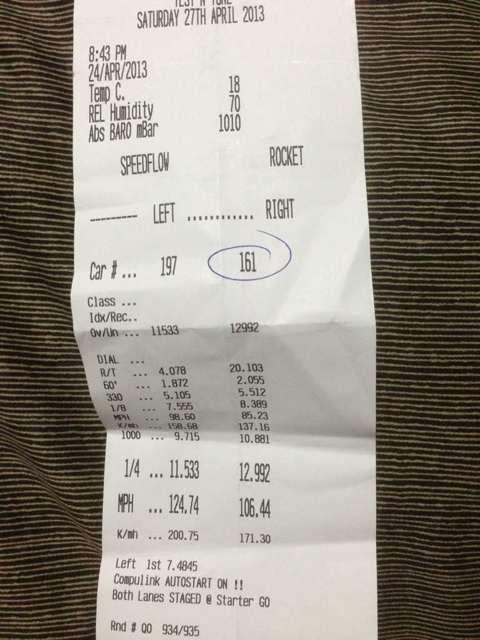 TEST N TUNE
SATURDAY 27TH APRIL 2013
8:43 PM
24/APR/2013
Temp C. 18
REL Humidity 70
Abs BARO mBar 1010
SPEEDFLOW ROCKET
--------- LEFT ............ RIGHT
Car # ... 197 161
Class ...
Idx/Rec..
Ov/Un ... 11533 12992
DIAL ...
R/T ... 4.078 20.103
60' ... 1.872 2.055
330 ... 5.105 5.512
1/8 ... 7.555 8.389
MPH ... 98.60 85.23
K/mh ... 158.68 137.16
1000 ... 9.715 10.881
1/4 ... 11.533 12.992
MPH ... 124.74 106.44
K/mh ... 200.75 171.30
Left 1st 7.4845
Compulink AUTOSTART ON !!
Both Lanes STAGED @ Starter GO
Rnd # Q0 934/935